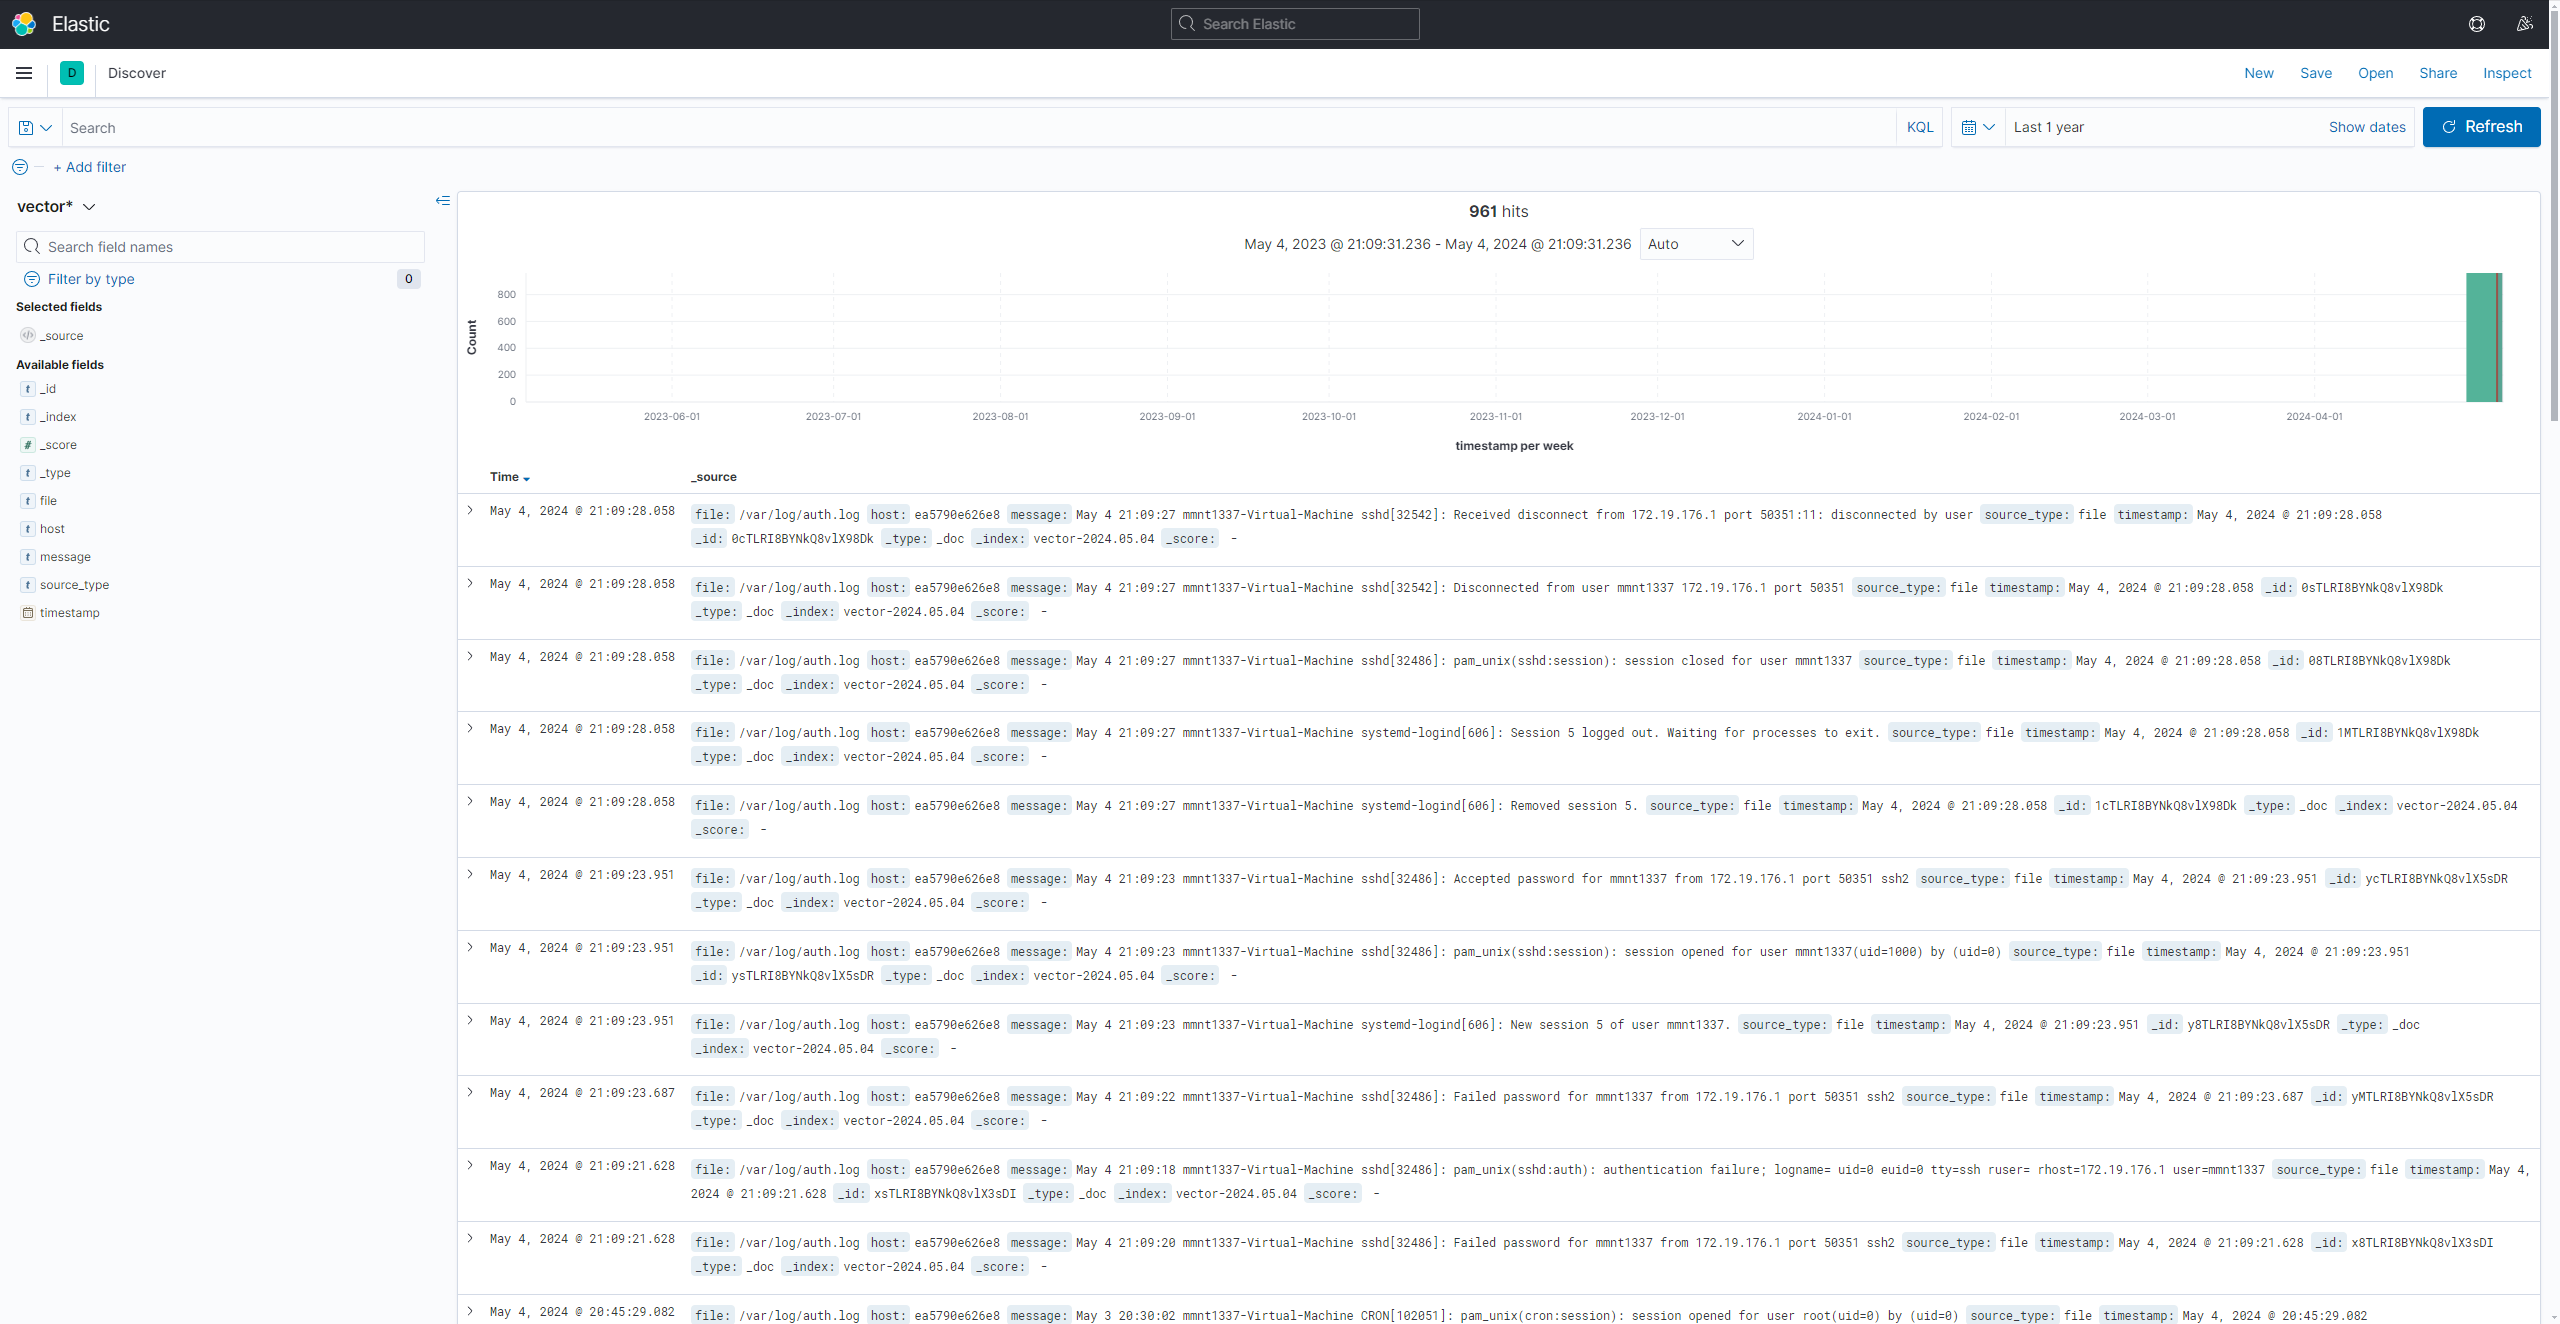 Elastic
Search Elastic
D
Discover
New Save Open Share Inspect
Search
KQL
Last 1 year
Show dates
Refresh
+ Add filter
vector*
Search field names
Filter by type
0
Selected fields
_source
Available fields
t _id
t _index
# _score
t _type
t file
t host
t message
t source_type
timestamp
961 hits
May 4, 2023 @ 21:09:31.236 - May 4, 2024 @ 21:09:31.236
Auto
Count
800
600
400
200
0
2023-06-01 2023-07-01 2023-08-01 2023-09-01 2023-10-01 2023-11-01 2023-12-01 2024-01-01 2024-02-01 2024-03-01 2024-04-01
timestamp per week
Time _source
May 4, 2024 @ 21:09:28.058 file: /var/log/auth.log host: ea5790e626e8 message: May 4 21:09:27 mmnt1337-Virtual-Machine sshd[32542]: Received disconnect from 172.19.176.1 port 50351:11: disconnected by user source_type: file timestamp: May 4, 2024 @ 21:09:28.058
_id: 0cTLRI8BYNkQ8vlX98Dk _type: _doc _index: vector-2024.05.04 _score: -
May 4, 2024 @ 21:09:28.058 file: /var/log/auth.log host: ea5790e626e8 message: May 4 21:09:27 mmnt1337-Virtual-Machine sshd[32542]: Disconnected from user mmnt1337 172.19.176.1 port 50351 source_type: file timestamp: May 4, 2024 @ 21:09:28.058 _id: 0sTLRI8BYNkQ8vlX98Dk
_type: _doc _index: vector-2024.05.04 _score: -
May 4, 2024 @ 21:09:28.058 file: /var/log/auth.log host: ea5790e626e8 message: May 4 21:09:27 mmnt1337-Virtual-Machine sshd[32486]: pam_unix(sshd:session): session closed for user mmnt1337 source_type: file timestamp: May 4, 2024 @ 21:09:28.058 _id: 08TLRI8BYNkQ8vlX98Dk
_type: _doc _index: vector-2024.05.04 _score: -
May 4, 2024 @ 21:09:28.058 file: /var/log/auth.log host: ea5790e626e8 message: May 4 21:09:27 mmnt1337-Virtual-Machine systemd-logind[606]: Session 5 logged out. Waiting for processes to exit. source_type: file timestamp: May 4, 2024 @ 21:09:28.058 _id: 1MTLRI8BYNkQ8vlX98Dk
_type: _doc _index: vector-2024.05.04 _score: -
May 4, 2024 @ 21:09:28.058 file: /var/log/auth.log host: ea5790e626e8 message: May 4 21:09:27 mmnt1337-Virtual-Machine systemd-logind[606]: Removed session 5. source_type: file timestamp: May 4, 2024 @ 21:09:28.058 _id: 1cTLRI8BYNkQ8vlX98Dk _type: _doc _index: vector-2024.05.04
_score: -
May 4, 2024 @ 21:09:23.951 file: /var/log/auth.log host: ea5790e626e8 message: May 4 21:09:23 mmnt1337-Virtual-Machine sshd[32486]: Accepted password for mmnt1337 from 172.19.176.1 port 50351 ssh2 source_type: file timestamp: May 4, 2024 @ 21:09:23.951 _id: ycTLRI8BYNkQ8vlX5sDR
_type: _doc _index: vector-2024.05.04 _score: -
May 4, 2024 @ 21:09:23.951 file: /var/log/auth.log host: ea5790e626e8 message: May 4 21:09:23 mmnt1337-Virtual-Machine sshd[32486]: pam_unix(sshd:session): session opened for user mmnt1337(uid=1000) by (uid=0) source_type: file timestamp: May 4, 2024 @ 21:09:23.951
_id: ysTLRI8BYNkQ8vlX5sDR _type: _doc _index: vector-2024.05.04 _score: -
May 4, 2024 @ 21:09:23.951 file: /var/log/auth.log host: ea5790e626e8 message: May 4 21:09:23 mmnt1337-Virtual-Machine systemd-logind[606]: New session 5 of user mmnt1337. source_type: file timestamp: May 4, 2024 @ 21:09:23.951 _id: y8TLRI8BYNkQ8vlX5sDR _type: _doc
_index: vector-2024.05.04 _score: -
May 4, 2024 @ 21:09:23.687 file: /var/log/auth.log host: ea5790e626e8 message: May 4 21:09:22 mmnt1337-Virtual-Machine sshd[32486]: Failed password for mmnt1337 from 172.19.176.1 port 50351 ssh2 source_type: file timestamp: May 4, 2024 @ 21:09:23.687 _id: yMTLRI8BYNkQ8vlX5sDR
_type: _doc _index: vector-2024.05.04 _score: -
May 4, 2024 @ 21:09:21.628 file: /var/log/auth.log host: ea5790e626e8 message: May 4 21:09:18 mmnt1337-Virtual-Machine sshd[32486]: pam_unix(sshd:auth): authentication failure; logname= uid=0 euid=0 tty=ssh ruser= rhost=172.19.176.1 user=mmnt1337 source_type: file timestamp: May 4,
2024 @ 21:09:21.628 _id: xsTLRI8BYNkQ8vlX3sDI _type: _doc _index: vector-2024.05.04 _score: -
May 4, 2024 @ 21:09:21.628 file: /var/log/auth.log host: ea5790e626e8 message: May 4 21:09:20 mmnt1337-Virtual-Machine sshd[32486]: Failed password for mmnt1337 from 172.19.176.1 port 50351 ssh2 source_type: file timestamp: May 4, 2024 @ 21:09:21.628 _id: x8TLRI8BYNkQ8vlX3sDI
_type: _doc _index: vector-2024.05.04 _score: -
May 4, 2024 @ 20:45:29.082 file: /var/log/auth.log host: ea5790e626e8 message: May 3 20:30:02 mmnt1337-Virtual-Machine CRON[102051]: pam_unix(cron:session): session opened for user root(uid=0) by (uid=0) source_type: file timestamp: May 4, 2024 @ 20:45:29.082